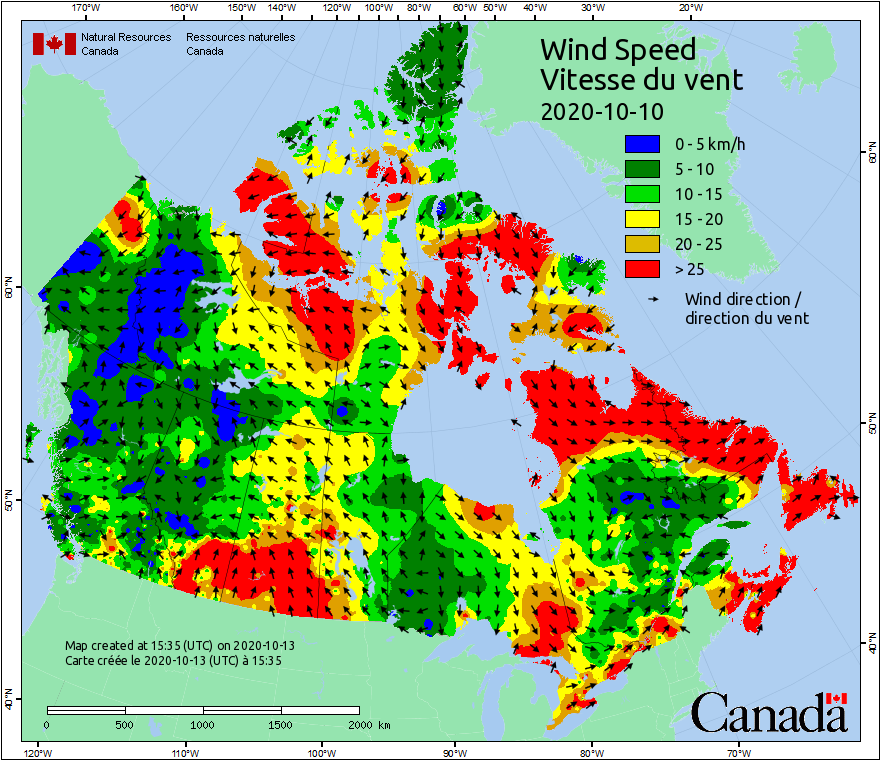 170°W 160°W 150°W 140°W 120°W 100°W 80°W 60°W 50°W 40°W 30°W 20°W
Natural Resources Ressources naturelles
Canada Canada
Wind Speed
Vitesse du vent
2020-10-10
0 - 5 km/h
5 - 10
10 - 15
15 - 20
20 - 25
> 25
Wind direction /
direction du vent
60°N
50°N
40°N
60°N
50°N
40°N
Map created at 15:35 (UTC) on 2020-10-13
Carte créée le 2020-10-13 (UTC) à 15:35
0 500 1000 1500 2000 km
Canada
120°W 110°W 100°W 90°W 80°W 70°W